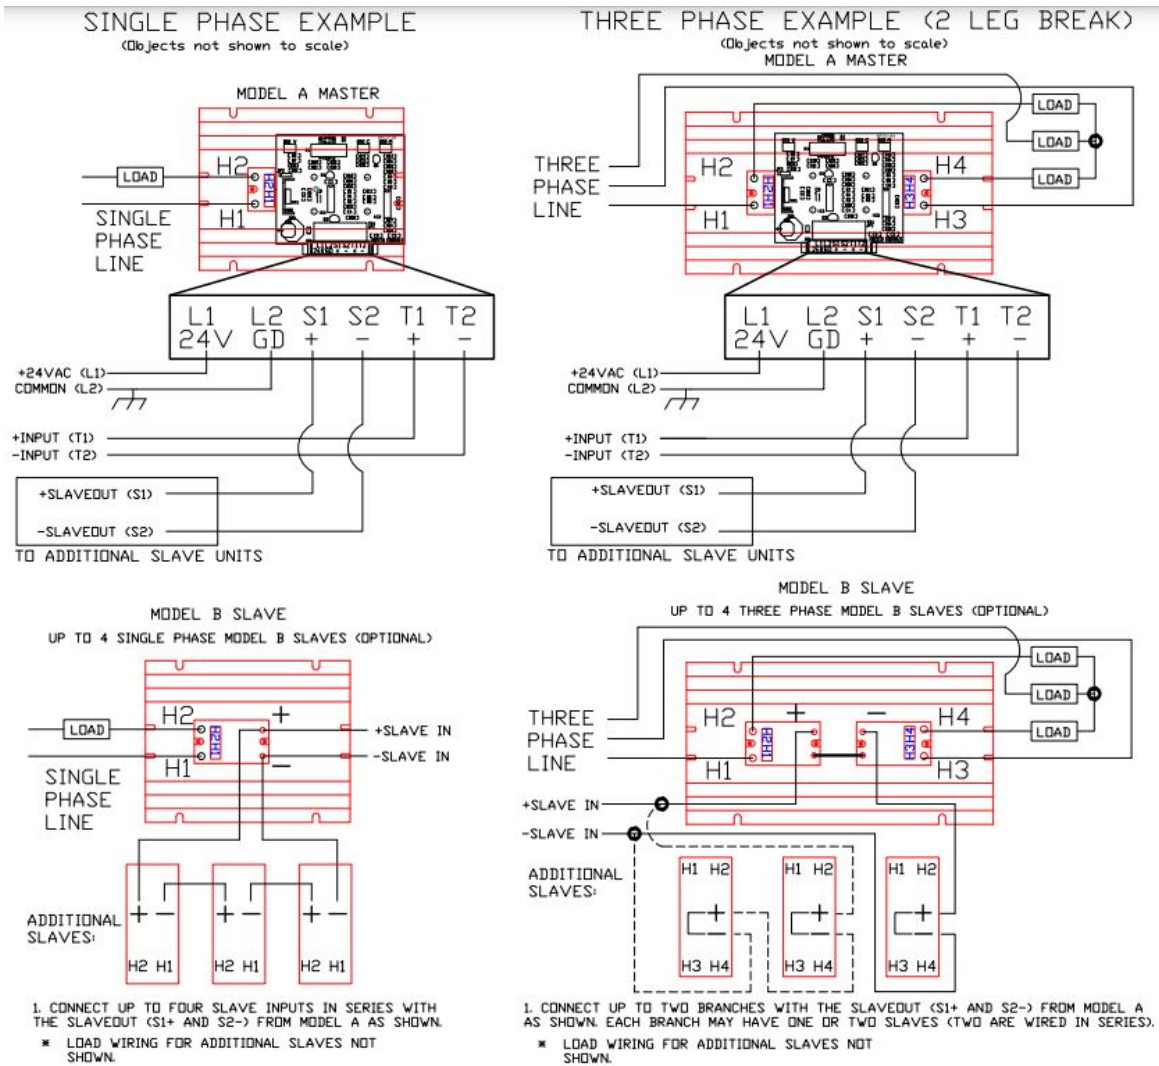 SINGLE PHASE EXAMPLE
(Objects not shown to scale)
MODEL A MASTER
H2
LOAD
H2H1
H1
SINGLE
PHASE
LINE
L1 L2 S1 S2 T1 T2
24V GD + - + -
+24VAC (L1)
COMMON (L2)
+INPUT (T1)
-INPUT (T2)
+SLAVEOUT (S1)
-SLAVEOUT (S2)
TO ADDITIONAL SLAVE UNITS
MODEL B SLAVE
UP TO 4 SINGLE PHASE MODEL B SLAVES (OPTIONAL)
H2 +
LOAD
H2H1
+SLAVE IN
-SLAVE IN
H1 -
SINGLE
PHASE
LINE
ADDITIONAL
SLAVES:
+ - + - + -
H2 H1 H2 H1 H2 H1
1. CONNECT UP TO FOUR SLAVE INPUTS IN SERIES WITH
THE SLAVEOUT (S1+ AND S2-) FROM MODEL A AS SHOWN.
* LOAD WIRING FOR ADDITIONAL SLAVES NOT
SHOWN.
THREE PHASE EXAMPLE (2 LEG BREAK)
(Objects not shown to scale)
MODEL A MASTER
LOAD
LOAD
LOAD
THREE
PHASE
LINE
H2 H4
H2H1 H3H4
H1 H3
L1 L2 S1 S2 T1 T2
24V GD + - + -
+24VAC (L1)
COMMON (L2)
+INPUT (T1)
-INPUT (T2)
+SLAVEOUT (S1)
-SLAVEOUT (S2)
TO ADDITIONAL SLAVE UNITS
MODEL B SLAVE
UP TO 4 THREE PHASE MODEL B SLAVES (OPTIONAL)
LOAD
LOAD
LOAD
THREE
PHASE
LINE
H2 + - H4
H2H1 H3H4
H1 H3
+SLAVE IN
-SLAVE IN
ADDITIONAL
SLAVES:
H1 H2 H1 H2 H1 H2
+ + +
- - -
H3 H4 H3 H4 H3 H4
1. CONNECT UP TO TWO BRANCHES WITH THE SLAVEOUT (S1+ AND S2-) FROM MODEL A
AS SHOWN. EACH BRANCH MAY HAVE ONE OR TWO SLAVES (TWO ARE WIRED IN SERIES).
* LOAD WIRING FOR ADDITIONAL SLAVES NOT
SHOWN.